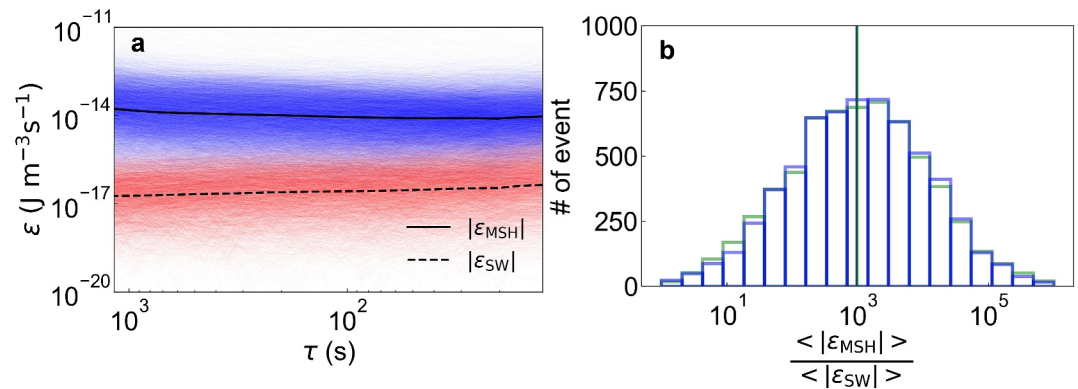 a
10⁻¹¹
10⁻¹⁴
10⁻¹⁷
10⁻²⁰
ε (J m⁻³s⁻¹)
|ε_MSH|
|ε_SW|
10³
10²
τ (s)
b
1000
750
500
250
0
# of event
10¹
10³
10⁵
< |ε_MSH| >
< |ε_SW| >